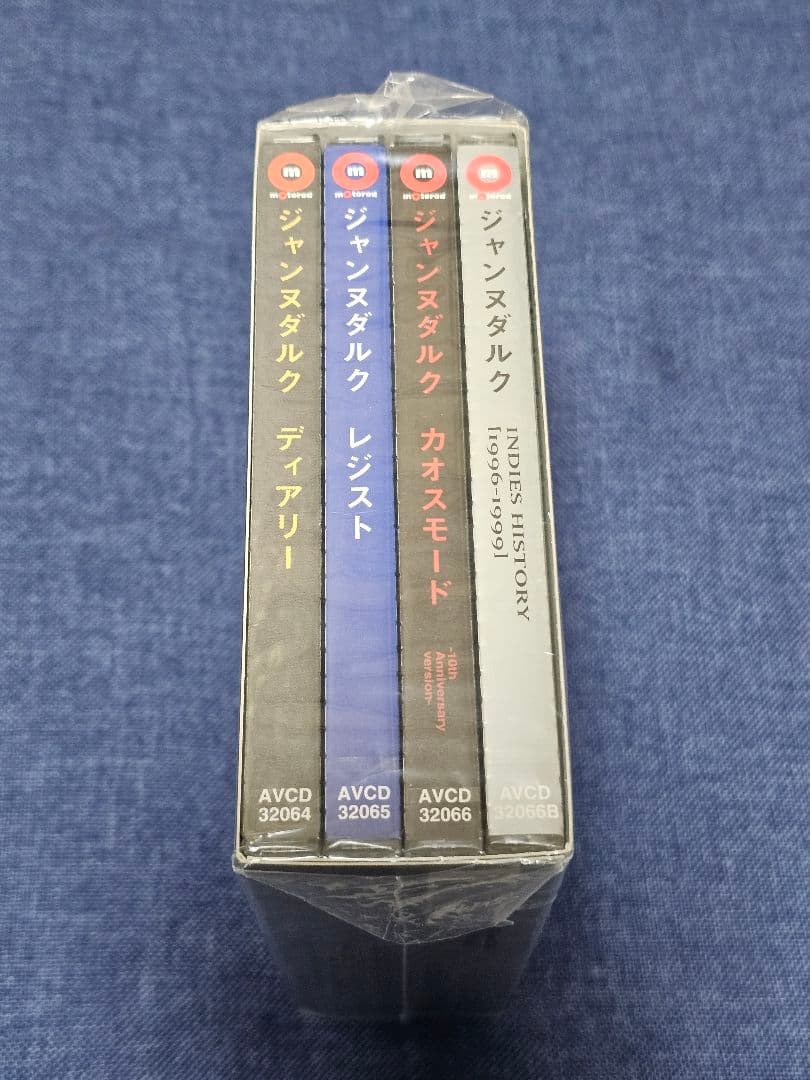 m
motorod
ジャンヌダルク
ディアリー
AVCD
32064
m
motorod
ジャンヌダルク
レジスト
AVCD
32065
m
motorod
ジャンヌダルク
カオスモード
-10th
Anniversary
version-
AVCD
32066
m
motorod
ジャンヌダルク
INDIES HISTORY
[1996-1999]
AVCD
32066B